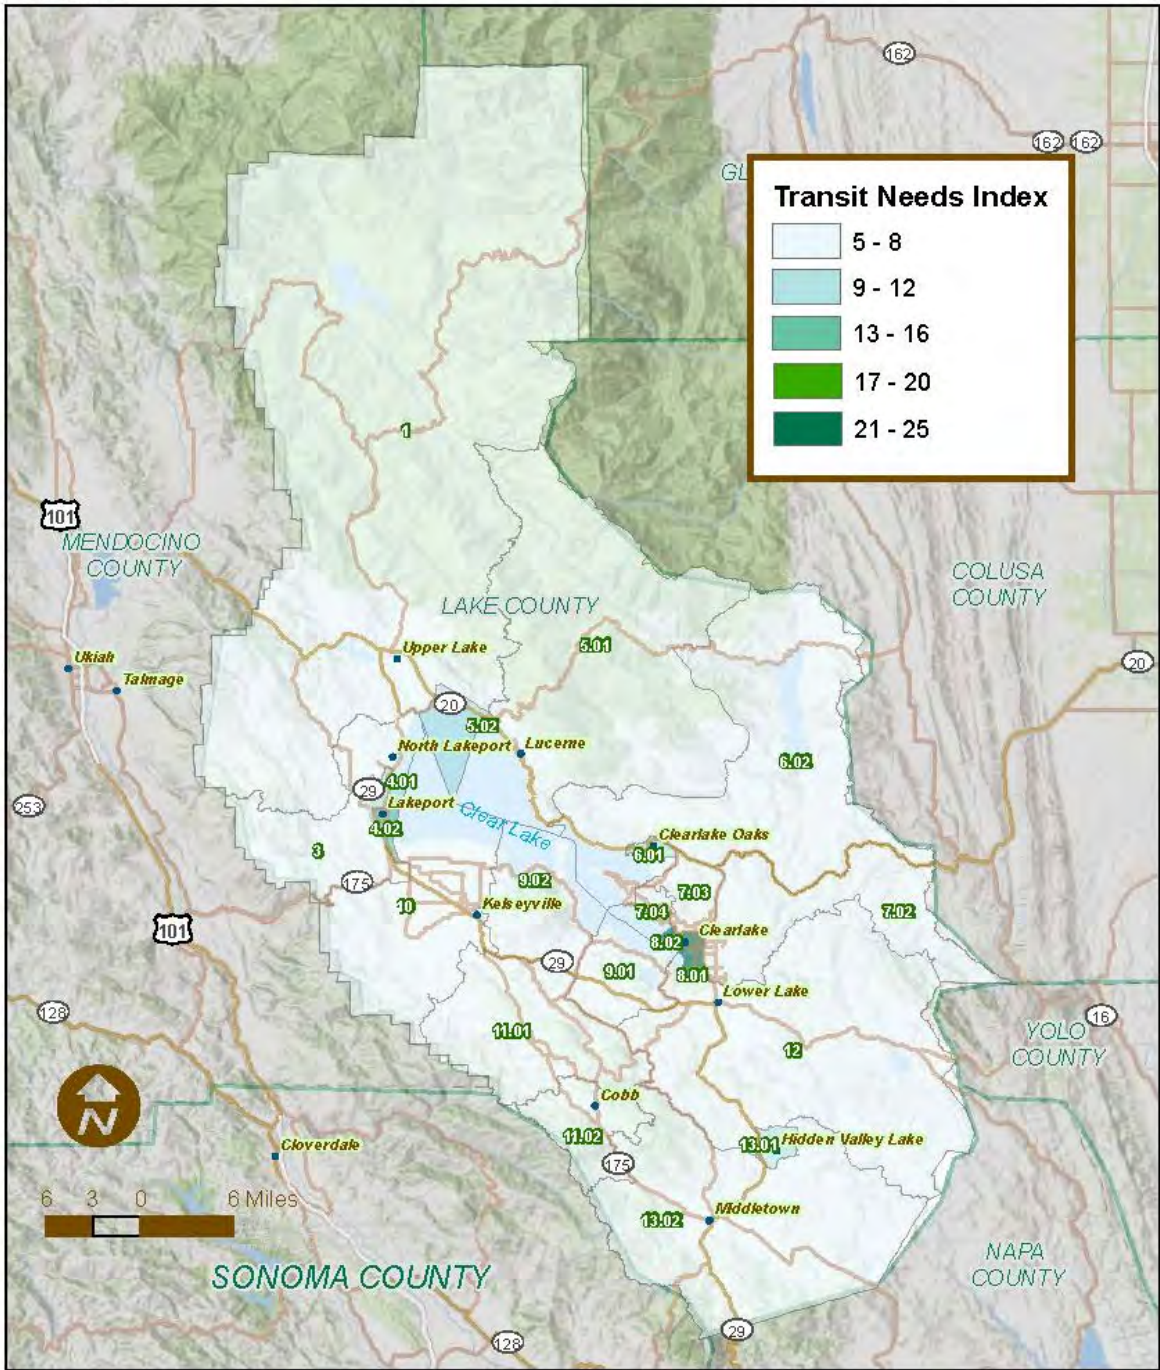 162
162
162
GL
Transit Needs Index
5 - 8
9 - 12
13 - 16
17 - 20
21 - 25
1
101
MENDOCINO
COUNTY
COLUSA
COUNTY
LAKE COUNTY
5.01
Upper Lake
Ukiah
Talmage
20
20
5.02
North Lakeport
Lucerne
6.02
4.01
29
Lakeport
253
4.02
Clear Lake
Clearlake Oaks
6.01
3
175
9.02
7.03
10
7.04
7.02
Kelseyville
101
Clearlake
8.02
29
9.01
8.01
Lower Lake
128
16
11.01
YOLO
COUNTY
12
N
Cobb
11.02
13.01
Hidden Valley Lake
Cloverdale
175
6 3 0 6 Miles
Middletown
13.02
SONOMA COUNTY
NAPA
COUNTY
29
128